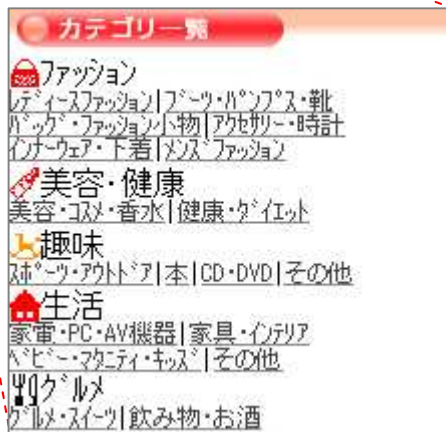 カテゴリ一覧
ファッション
ﾚﾃﾞｨｰｽﾌｧｯｼｮﾝ|ﾌﾞｰﾂ・ﾊﾟﾝﾌﾟｽ・靴
ﾊﾞｯｸﾞ・ﾌｧｯｼｮﾝ小物|ｱｸｾｻﾘｰ・時計
ｲﾝﾅｰｳｪｱ・下着|ﾒﾝｽﾞﾌｧｯｼｮﾝ
美容・健康
美容・ｺｽﾒ・香水|健康・ﾀﾞｲｴｯﾄ
趣味
ｽﾎﾟｰﾂ・ｱｳﾄﾄﾞｱ|本|CD・DVD|その他
生活
家電・PC・AV機器|家具・ｲﾝﾃﾘｱ
ﾍﾞﾋﾞｰ・ﾏﾀﾆﾃｨ・ｷｯｽﾞ|その他
ｸﾞﾙﾒ
ｸﾞﾙﾒ・ｽｲｰﾂ|飲み物・お酒